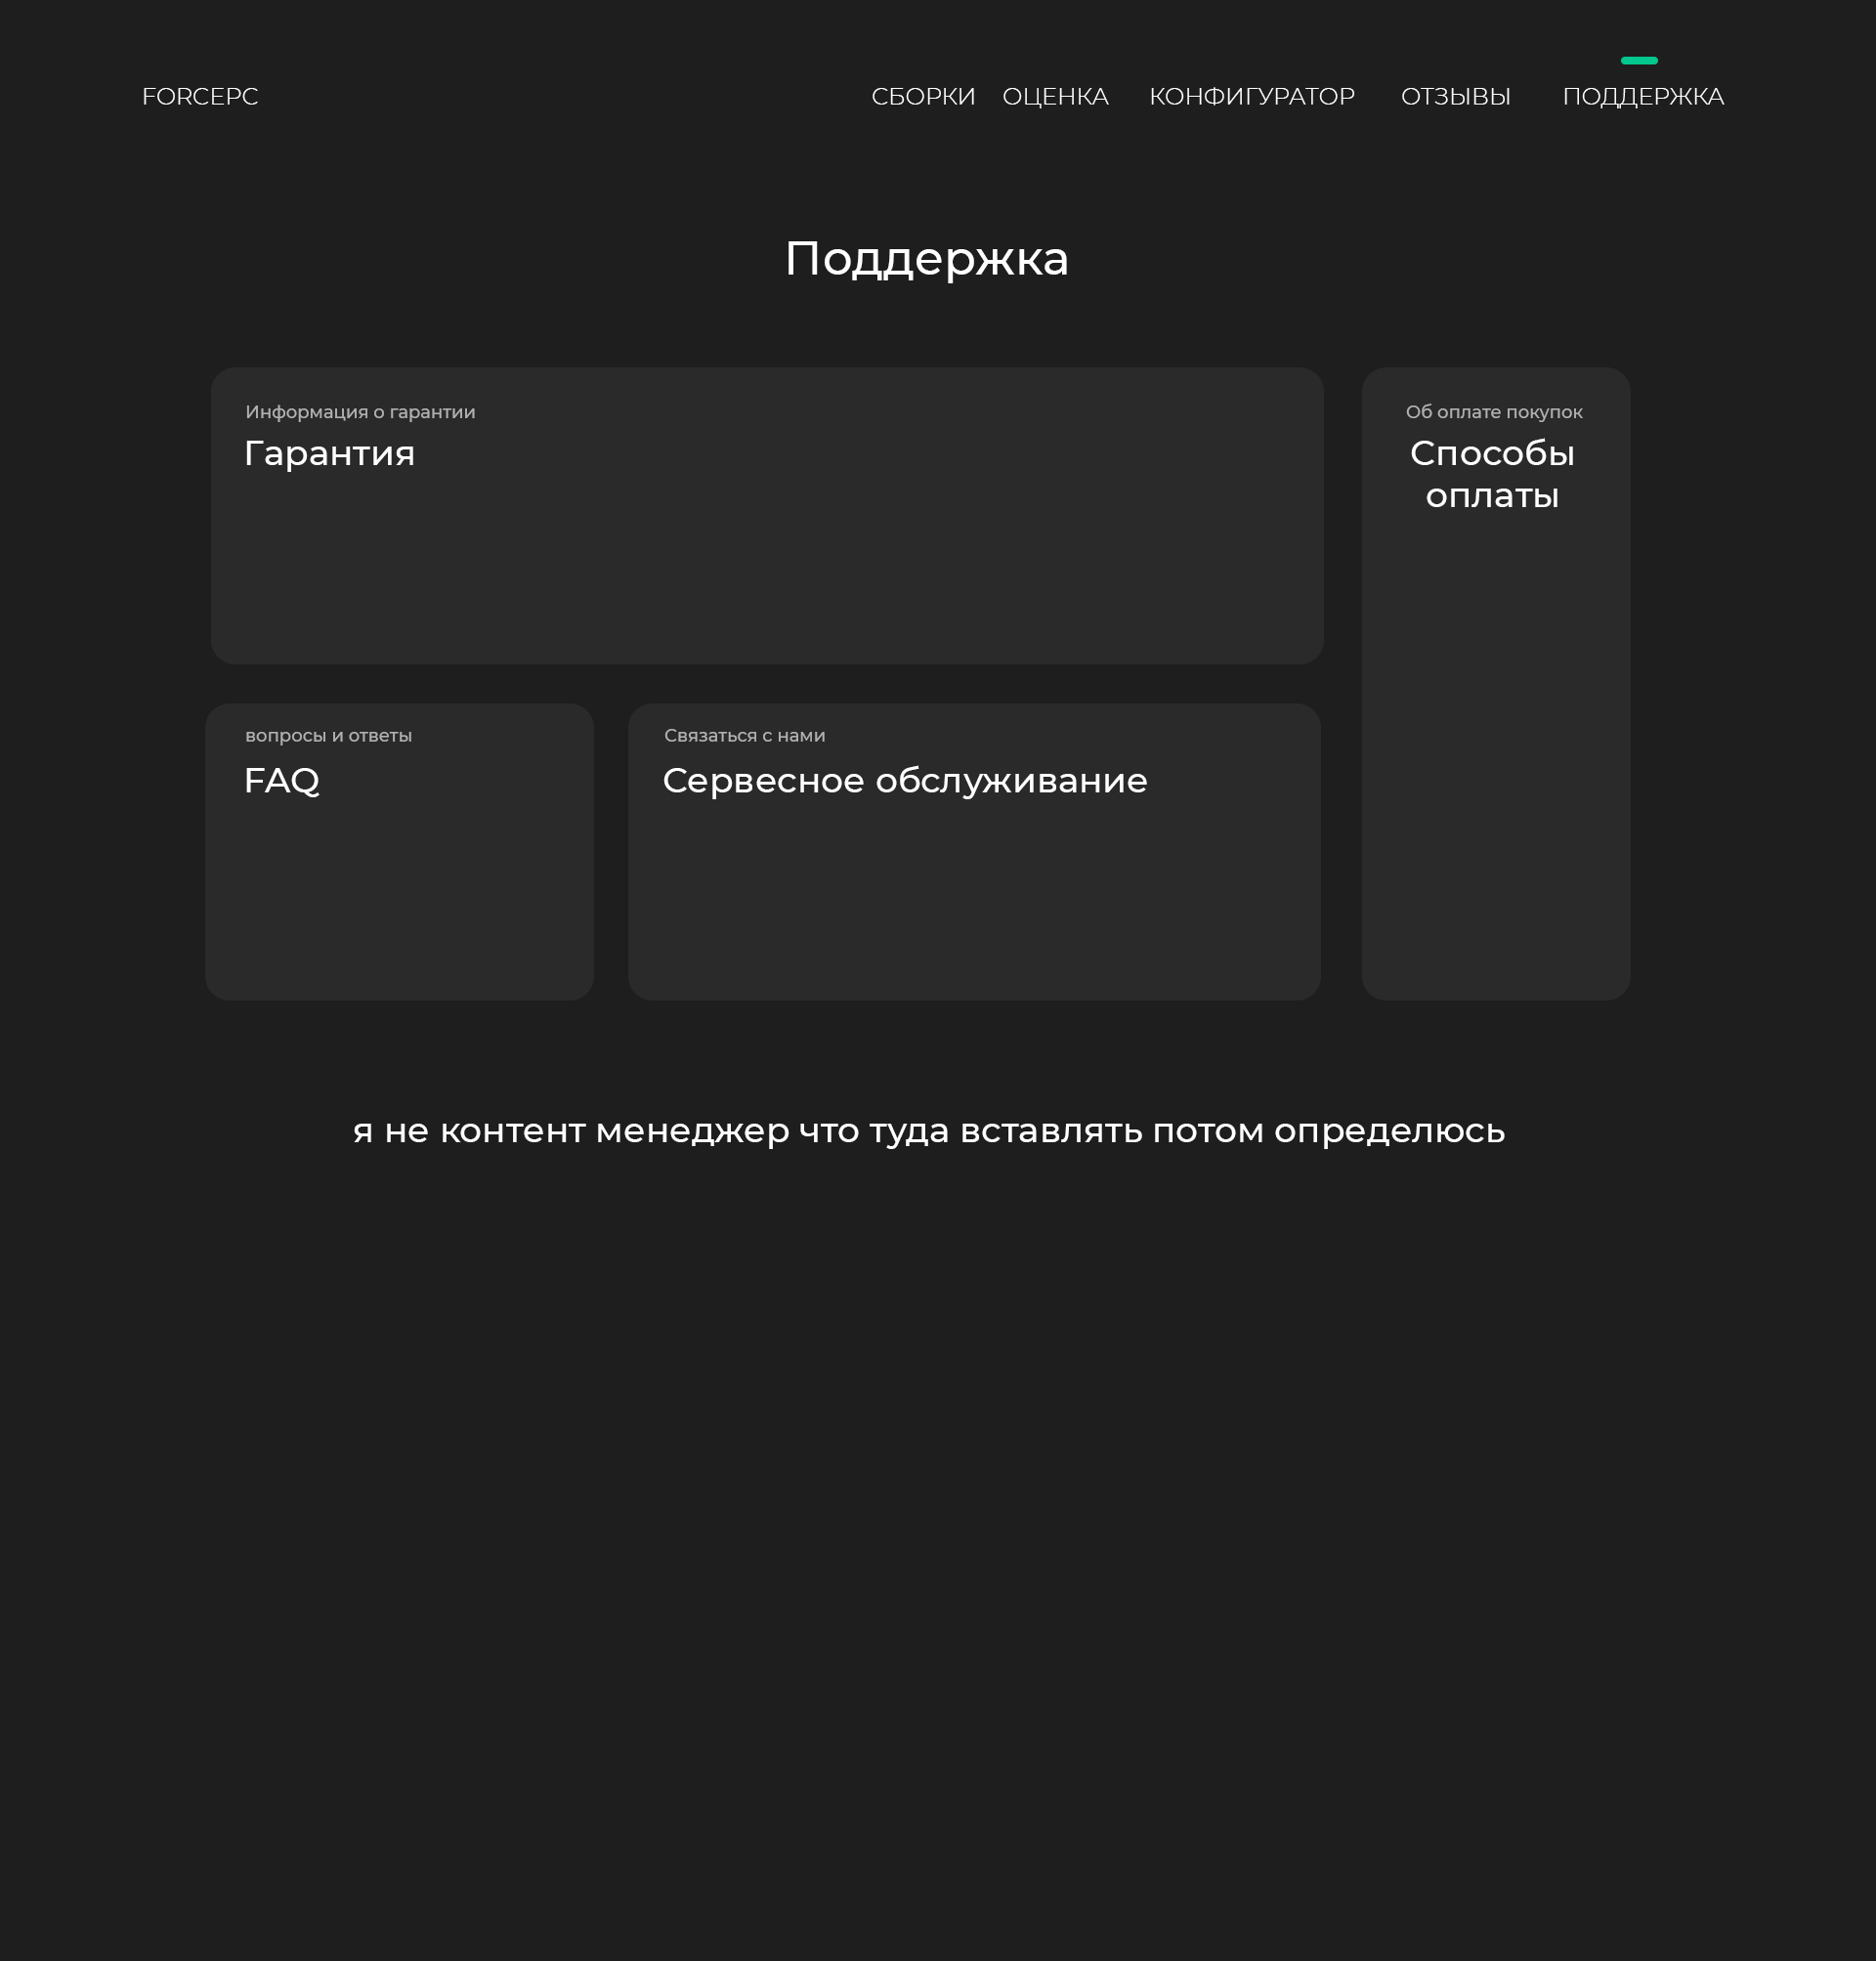 FORCEPC
СБОРКИ ОЦЕНКА КОНФИГУРАТОР ОТЗЫВЫ ПОДДЕРЖКА
Поддержка
Информация о гарантии
Гарантия
Об оплате покупок
Способы
оплаты
вопросы и ответы
FAQ
Связаться с нами
Сервесное обслуживание
я не контент менеджер что туда вставлять потом определюсь